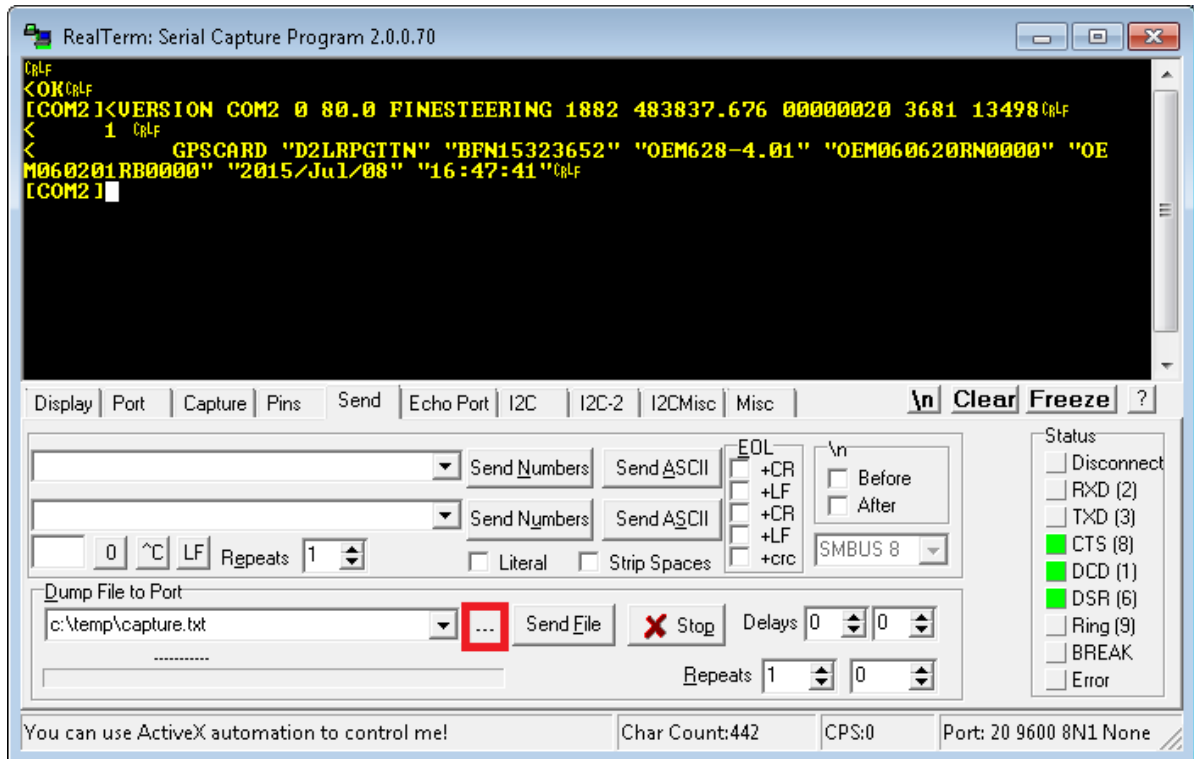 RealTerm: Serial Capture Program 2.0.0.70
CRLF
<OKCRLF
[COM2]<VERSION COM2 0 80.0 FINESTEERING 1882 483837.676 00000020 3681 13498CRLF
<     1 CRLF
<          GPSCARD "D2LRPGTTN" "BFN15323652" "OEM628-4.01" "OEM060620RN0000" "OE
M060201RB0000" "2015/Jul/08" "16:47:41"CRLF
[COM2]
Display Port Capture Pins Send Echo Port I2C I2C-2 I2CMisc Misc \n Clear Freeze ?
EOL \n Status
Send Numbers Send ASCII +CR Before Disconnect
+LF After RXD (2)
Send Numbers Send ASCII +CR TXD (3)
+LF CTS (8)
0 ^C LF Repeats 1 Literal Strip Spaces +crc SMBUS 8 DCD (1)
Dump File to Port DSR (6)
c:\temp\capture.txt ... Send File Stop Delays 0 0 Ring (9)
----------- BREAK
Repeats 1 0 Error
You can use ActiveX automation to control me! Char Count:442 CPS:0 Port: 20 9600 8N1 None